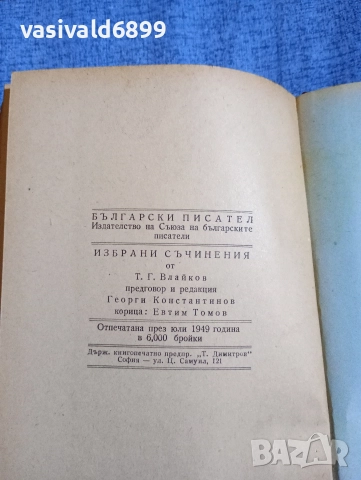 vasivald6899
БЪЛГАРСКИ ПИСАТЕЛ
Издателство на Съюза на българските
писатели
ИЗБРАНИ СЪЧИНЕНИЯ
от
Т. Г. Влайков
предговор и редакция
Георги Константинов
корица: Евтим Томов
Отпечатана през юли 1949 година
в 6,000 бройки
Държ. книгопечатно предпр. „Т. Димитров"
София — ул. Ц. Самуил, 121
BAZAR